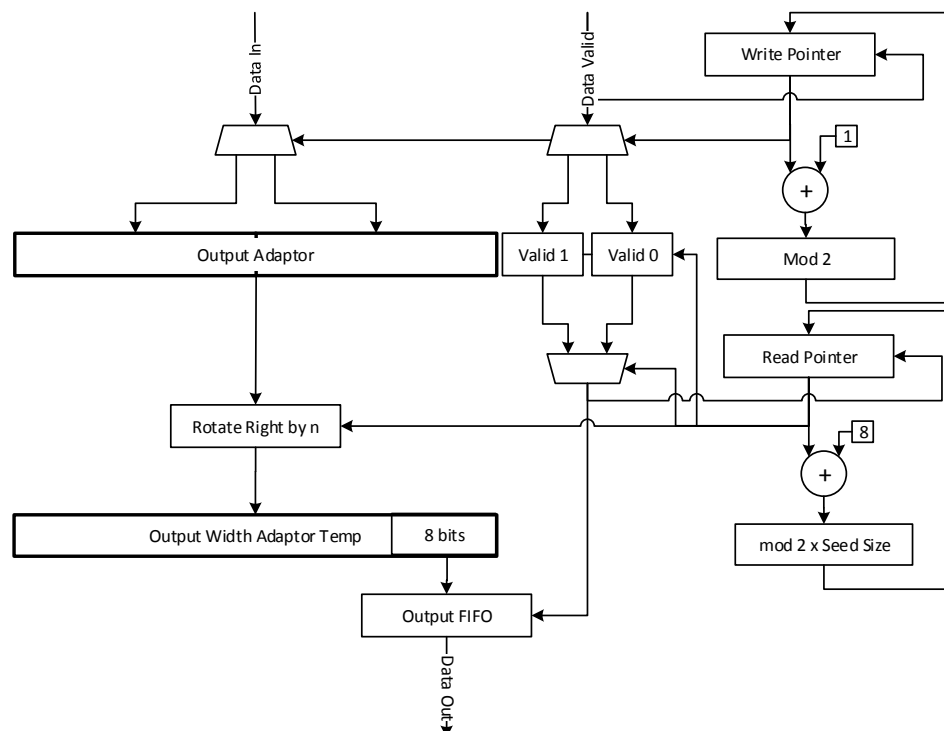 Data In
Data Valid
Write Pointer
1
+
Output Adaptor
Valid 1
Valid 0
Mod 2
Read Pointer
Rotate Right by n
8
+
Output Width Adaptor Temp
8 bits
mod 2 x Seed Size
Output FIFO
Data Out